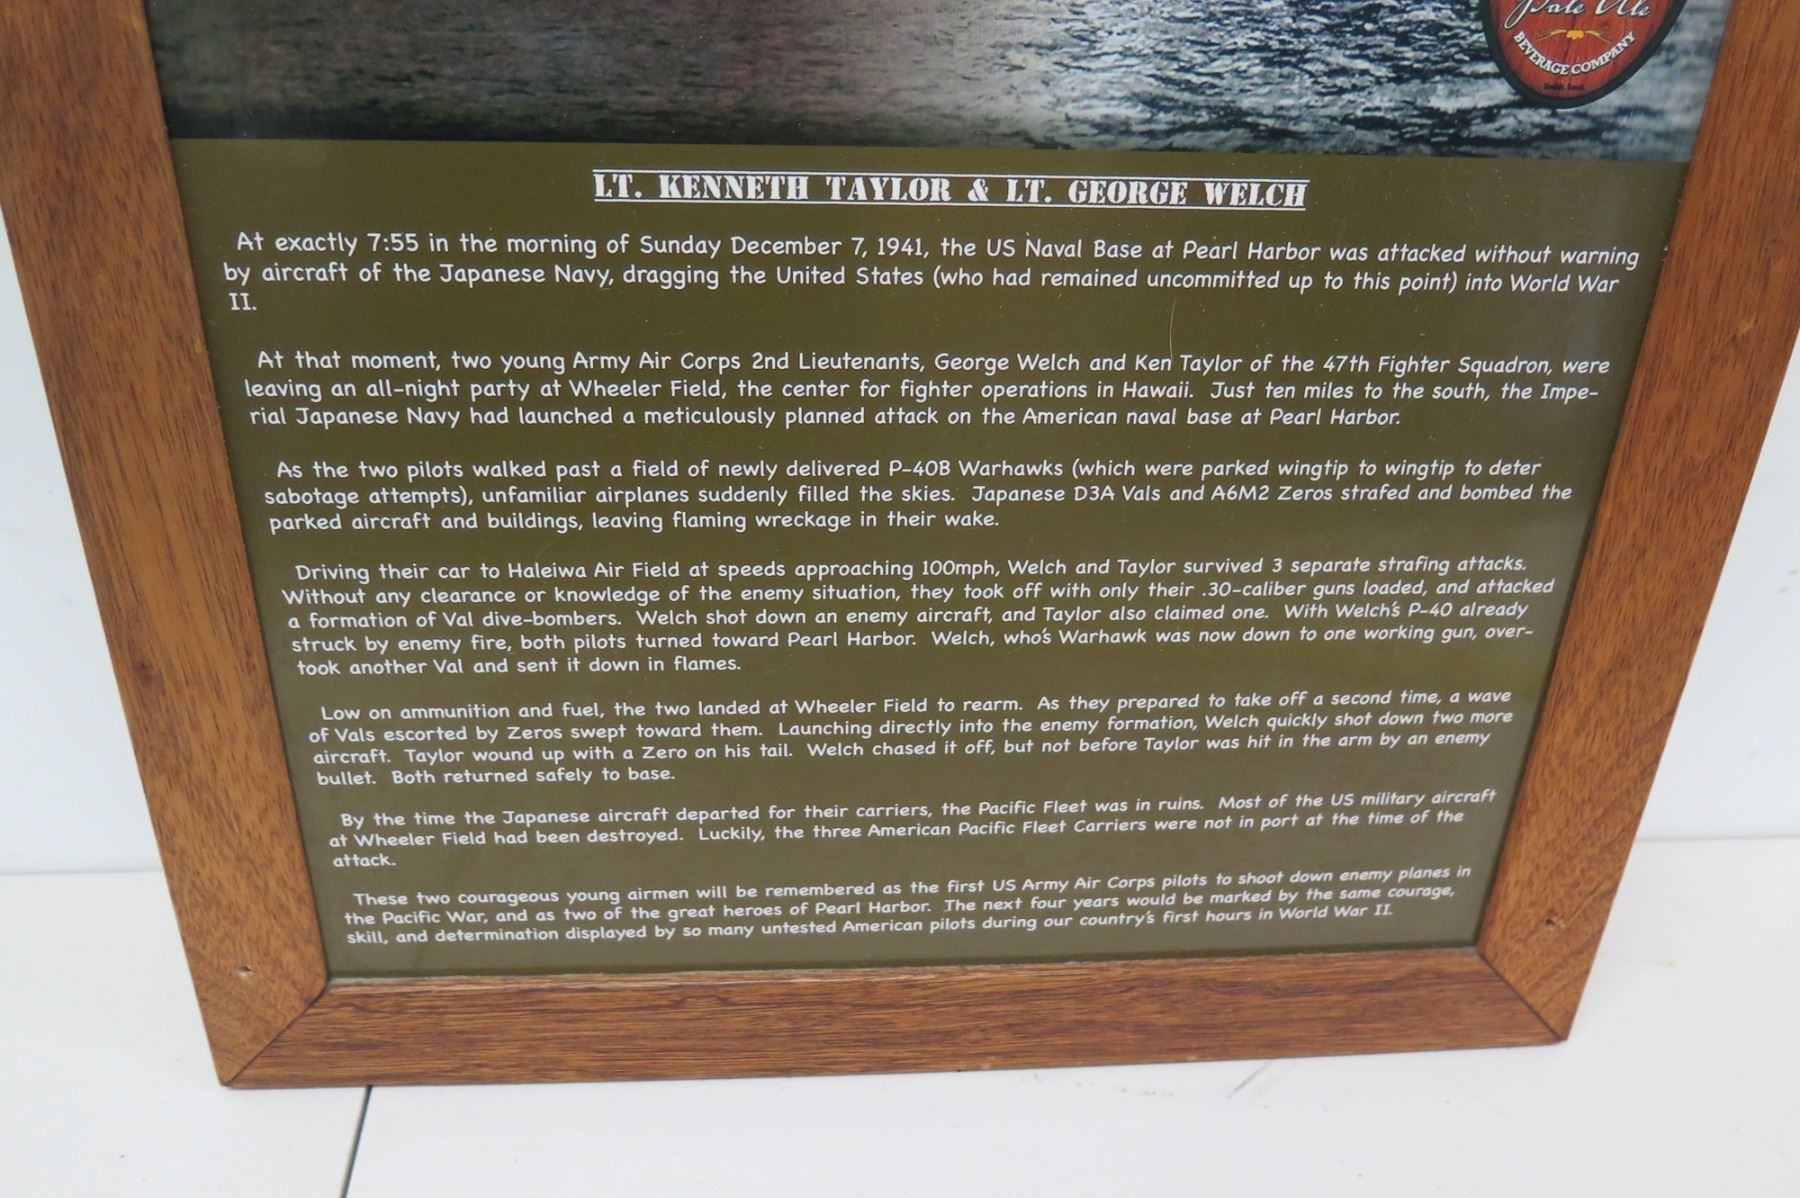 Pale Ale
BEVERAGE COMPANY
LT. KENNETH TAYLOR & LT. GEORGE WELCH
At exactly 7:55 in the morning of Sunday December 7, 1941, the US Naval Base at Pearl Harbor was attacked without warning
by aircraft of the Japanese Navy, dragging the United States (who had remained uncommitted up to this point) into World War
II.
At that moment, two young Army Air Corps 2nd Lieutenants, George Welch and Ken Taylor of the 47th Fighter Squadron, were
leaving an all-night party at Wheeler Field, the center for fighter operations in Hawaii. Just ten miles to the south, the Impe-
rial Japanese Navy had launched a meticulously planned attack on the American naval base at Pearl Harbor.
As the two pilots walked past a field of newly delivered P-40B Warhawks (which were parked wingtip to wingtip to deter
sabotage attempts), unfamiliar airplanes suddenly filled the skies. Japanese D3A Vals and A6M2 Zeros strafed and bombed the
parked aircraft and buildings, leaving flaming wreckage in their wake.
Driving their car to Haleiwa Air Field at speeds approaching 100mph, Welch and Taylor survived 3 separate strafing attacks.
Without any clearance or knowledge of the enemy situation, they took off with only their .30-caliber guns loaded, and attacked
a formation of Val dive-bombers. Welch shot down an enemy aircraft, and Taylor also claimed one. With Welch's P-40 already
struck by enemy fire, both pilots turned toward Pearl Harbor. Welch, who's Warhawk was now down to one working gun, over-
took another Val and sent it down in flames.
Low on ammunition and fuel, the two landed at Wheeler Field to rearm. As they prepared to take off a second time, a wave
of Vals escorted by Zeros swept toward them. Launching directly into the enemy formation, Welch quickly shot down two more
aircraft. Taylor wound up with a Zero on his tail. Welch chased it off, but not before Taylor was hit in the arm by an enemy
bullet. Both returned safely to base.
By the time the Japanese aircraft departed for their carriers, the Pacific Fleet was in ruins. Most of the US military aircraft
at Wheeler Field had been destroyed. Luckily, the three American Pacific Fleet Carriers were not in port at the time of the
attack.
These two courageous young airmen will be remembered as the first US Army Air Corps pilots to shoot down enemy planes in
the Pacific War, and as two of the great heroes of Pearl Harbor. The next four years would be marked by the same courage,
skill, and determination displayed by so many untested American pilots during our country's first hours in World War II.